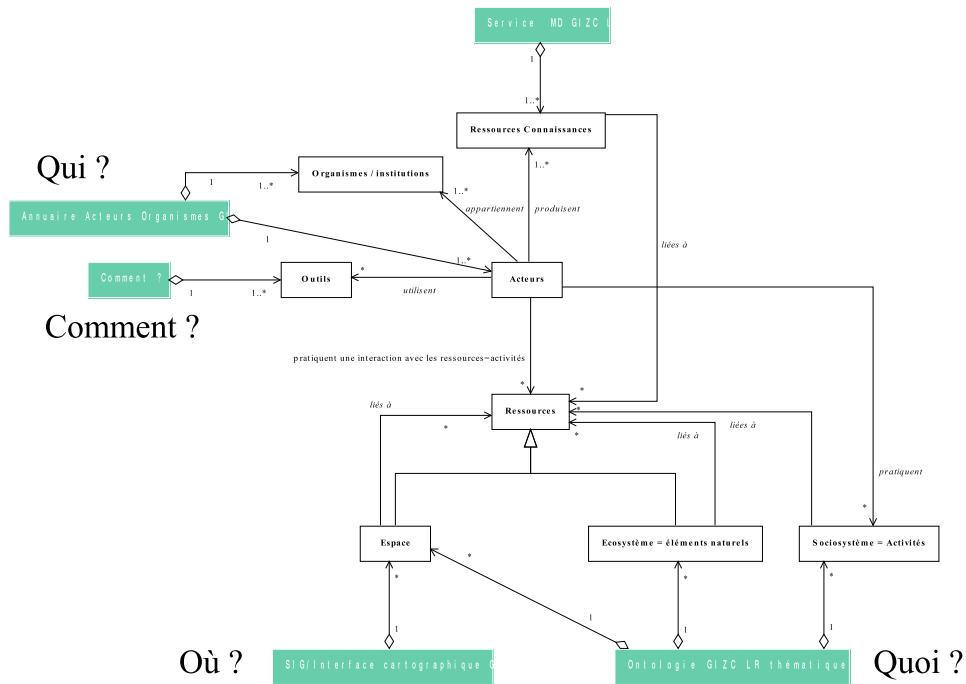 Service MD GIZC L
1
1..*
Ressources Connaissances
Qui ?
Organismes / institutions
1
1..*
1..*
1..*
appartiennent
produisent
Annuaire Acteurs Organismes G
1
1..*
liées à
Comment ?
1
1..*
Outils
*
utilisent
Acteurs
Comment ?
pratiquent une interaction avec les ressources=activités
*
*
liés à
Ressources
*
*
*
liés à
liées à
pratiquent
*
Espace
Ecosystème = éléments naturels
Sociosystème = Activités
*
*
*
*
1
1
1
1
Où ?
SIG/Interface cartographique G
Ontologie GIZC LR thématique
Quoi ?